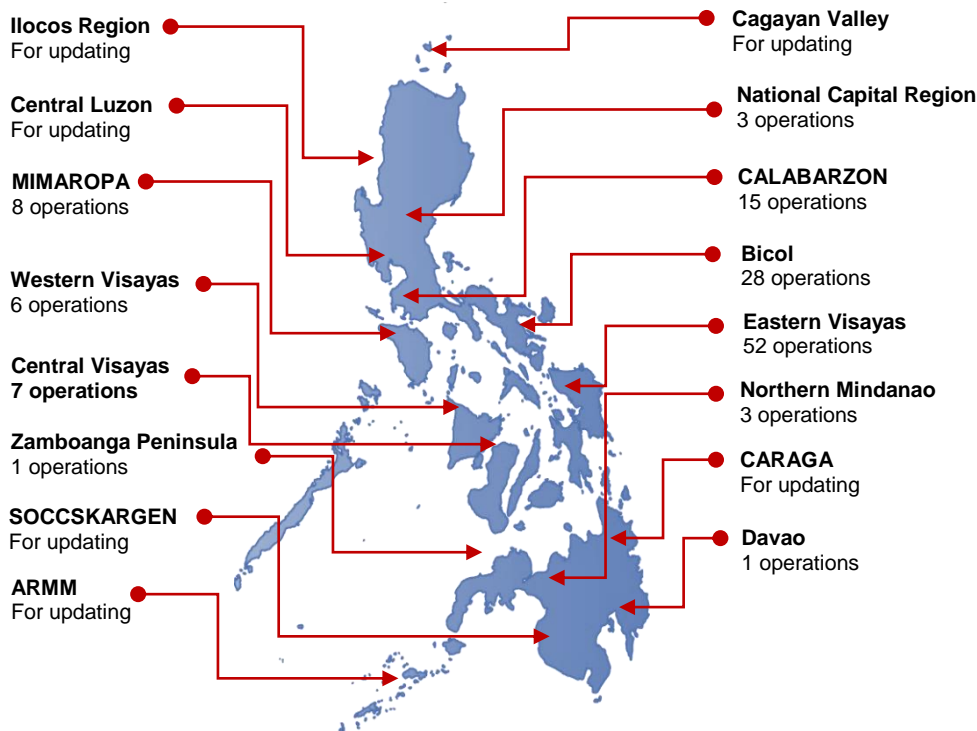 Ilocos Region
For updating
Central Luzon
For updating
MIMAROPA
8 operations
Western Visayas
6 operations
Central Visayas
7 operations
Zamboanga Peninsula
1 operations
SOCCSKARGEN
For updating
ARMM
For updating
Cagayan Valley
For updating
National Capital Region
3 operations
CALABARZON
15 operations
Bicol
28 operations
Eastern Visayas
52 operations
Northern Mindanao
3 operations
CARAGA
For updating
Davao
1 operations